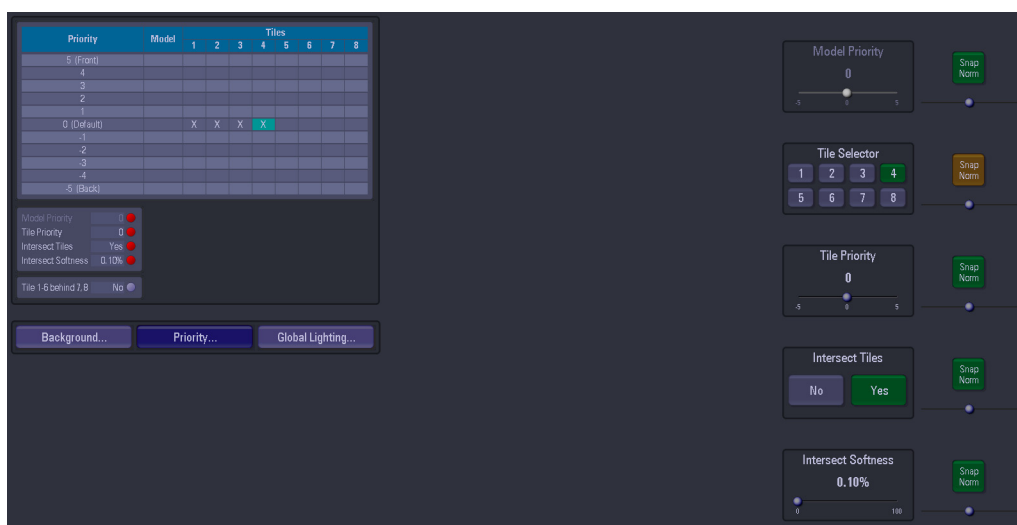 Priority Model Tiles
1 2 3 4 5 6 7 8
5 (Front)
4
3
2
1
0 (Default) X X X X
-1
-2
-3
-4
-5 (Back)
Model Priority 0
Tile Priority 0
Intersect Tiles Yes
Intersect Softness 0.10%
Tile 1-6 behind 7, 8 No
Background... Priority... Global Lighting...
Model Priority
0
-5 0 5
Snap
Norm
Tile Selector
1 2 3 4
5 6 7 8
Snap
Norm
Tile Priority
0
-5 0 5
Snap
Norm
Intersect Tiles
No Yes
Snap
Norm
Intersect Softness
0.10%
0 100
Snap
Norm